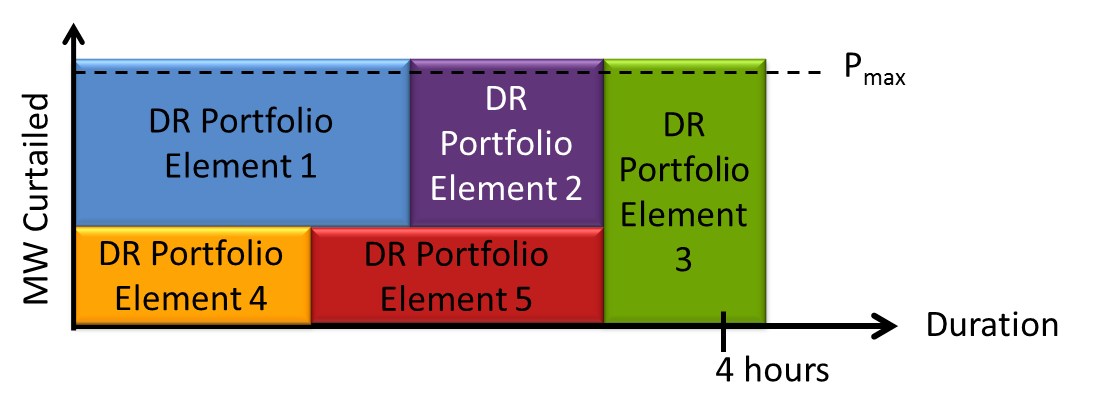 MW Curtailed
P max
DR Portfolio
Element 1
DR
Portfolio
Element 2
DR
Portfolio
Element
3
DR Portfolio
Element 4
DR Portfolio
Element 5
Duration
4 hours